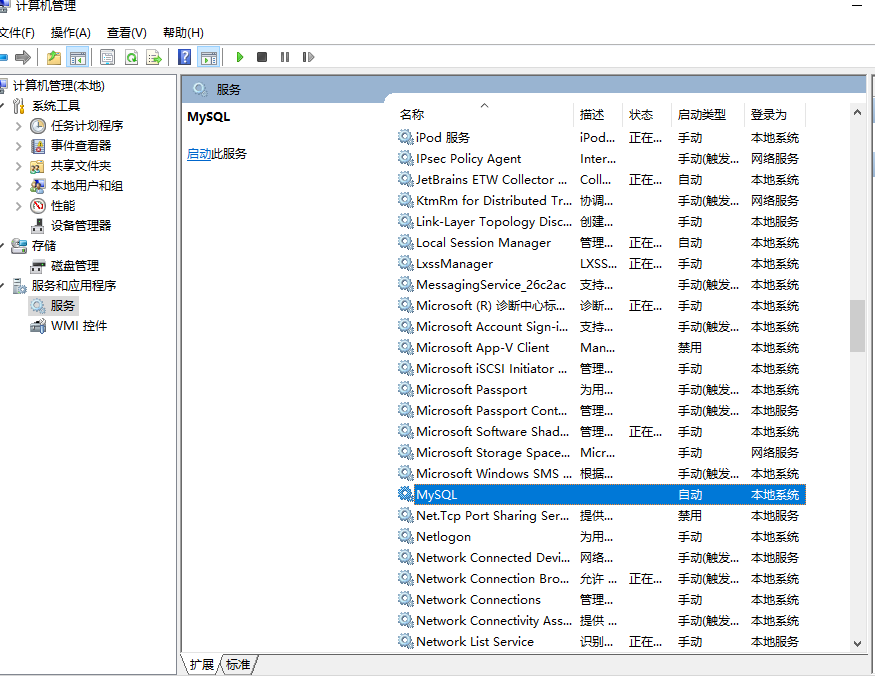 计算机管理
文件(F) 操作(A) 查看(V) 帮助(H)
计算机管理(本地)
系统工具
任务计划程序
事件查看器
共享文件夹
本地用户和组
性能
设备管理器
存储
磁盘管理
服务和应用程序
服务
WMI 控件
服务
MySQL
启动此服务
名称 描述 状态 启动类型 登录为
iPod 服务 iPod... 正在... 手动 本地系统
IPsec Policy Agent Inter... 手动(触发... 网络服务
JetBrains ETW Collector ... Coll... 正在... 自动 本地系统
KtmRm for Distributed Tr... 协调... 手动(触发... 网络服务
Link-Layer Topology Disc... 创建... 手动 本地服务
Local Session Manager 管理... 正在... 自动 本地系统
LxssManager LXSS... 正在... 手动 本地系统
MessagingService_26c2ac 支持... 手动(触发... 本地系统
Microsoft (R) 诊断中心标... 诊断... 正在... 手动 本地系统
Microsoft Account Sign-i... 支持... 手动(触发... 本地系统
Microsoft App-V Client Man... 禁用 本地系统
Microsoft iSCSI Initiator ... 管理... 手动 本地系统
Microsoft Passport 为用... 手动(触发... 本地系统
Microsoft Passport Cont... 管理... 手动(触发... 本地服务
Microsoft Software Shad... 管理... 正在... 手动 本地系统
Microsoft Storage Space... Micr... 手动 网络服务
Microsoft Windows SMS ... 根据... 手动(触发... 本地系统
MySQL 自动 本地系统
Net.Tcp Port Sharing Ser... 提供... 禁用 本地服务
Netlogon 为用... 手动 本地系统
Network Connected Devi... 网络... 手动(触发... 本地服务
Network Connection Bro... 允许 ... 正在... 手动(触发... 本地系统
Network Connections 管理... 手动 本地系统
Network Connectivity Ass... 提供 ... 手动(触发... 本地系统
Network List Service 识别... 正在... 手动 本地服务
扩展 标准